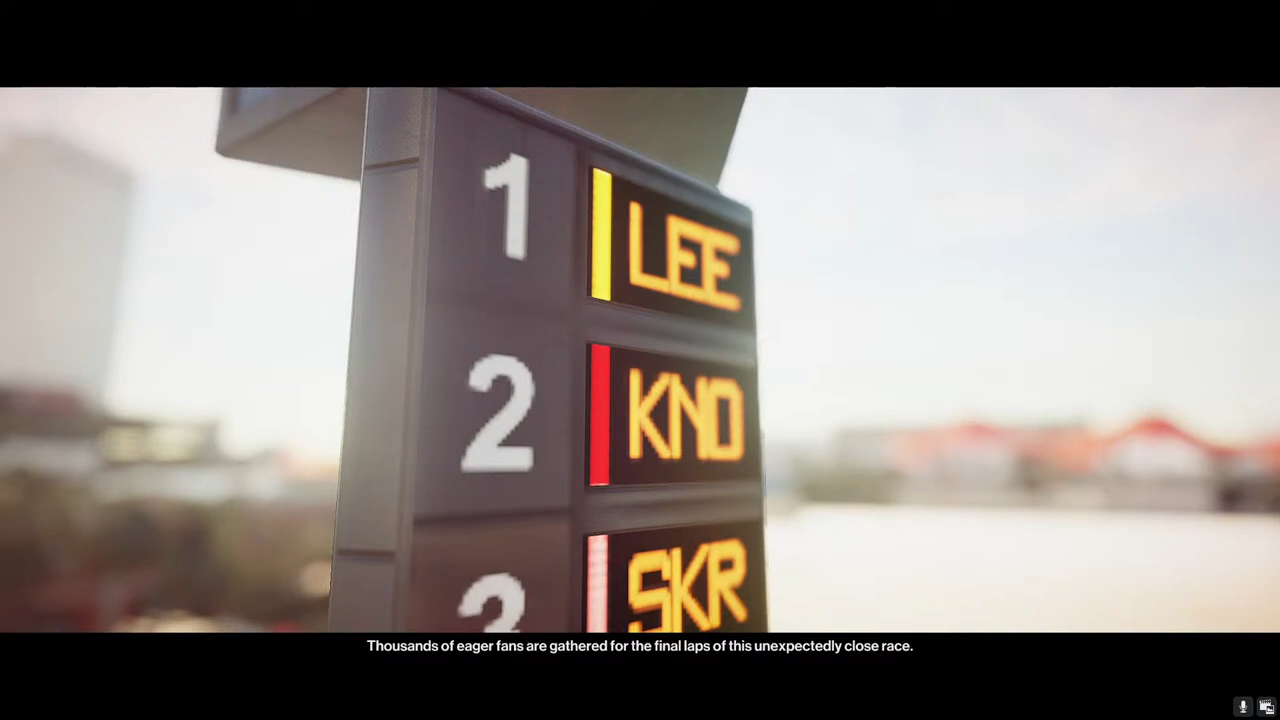 1 LEE
2 KNO
3 SKR
Thousands of eager fans are gathered for the final laps of this unexpectedly close race.